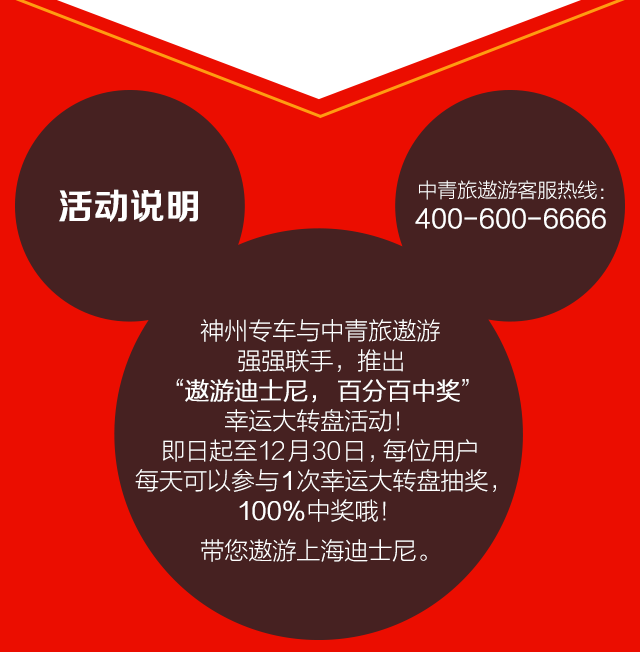 活动说明
中青旅遨游客服热线：
400-600-6666
神州专车与中青旅遨游
强强联手，推出
“遨游迪士尼，百分百中奖”
幸运大转盘活动！
即日起至12月30日，每位用户
每天可以参与1次幸运大转盘抽奖，
100%中奖哦！
带您遨游上海迪士尼。